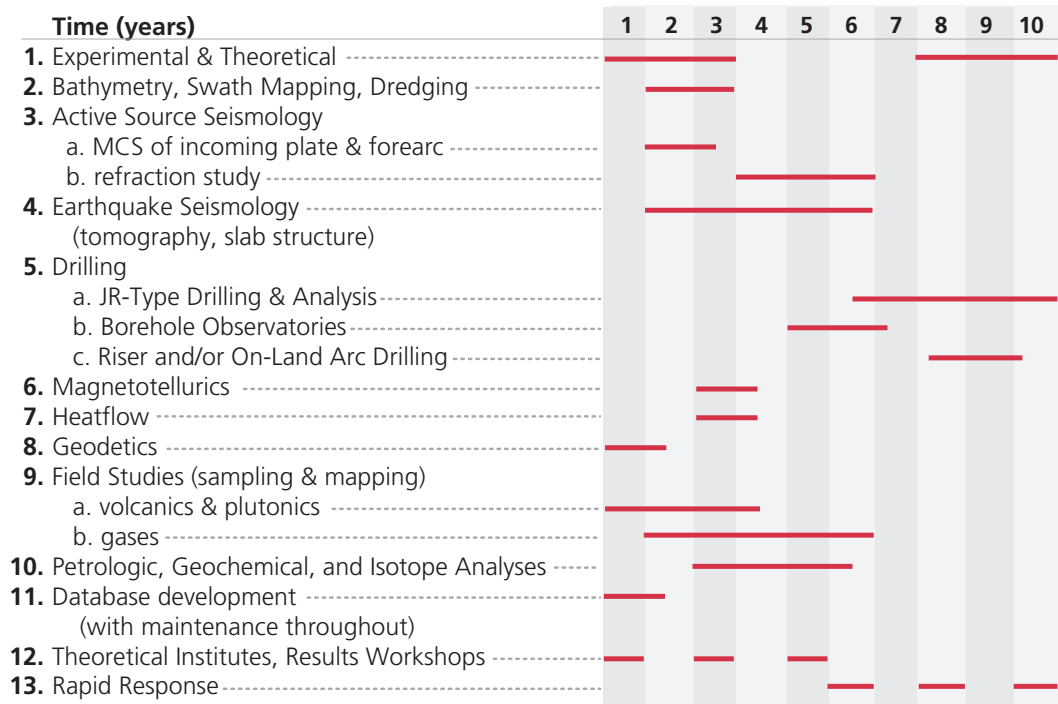 Time (years) 1 2 3 4 5 6 7 8 9 10
1. Experimental & Theoretical
2. Bathymetry, Swath Mapping, Dredging
3. Active Source Seismology
a. MCS of incoming plate & forearc
b. refraction study
4. Earthquake Seismology
(tomography, slab structure)
5. Drilling
a. JR-Type Drilling & Analysis
b. Borehole Observatories
c. Riser and/or On-Land Arc Drilling
6. Magnetotellurics
7. Heatflow
8. Geodetics
9. Field Studies (sampling & mapping)
a. volcanics & plutonics
b. gases
10. Petrologic, Geochemical, and Isotope Analyses
11. Database development
(with maintenance throughout)
12. Theoretical Institutes, Results Workshops
13. Rapid Response